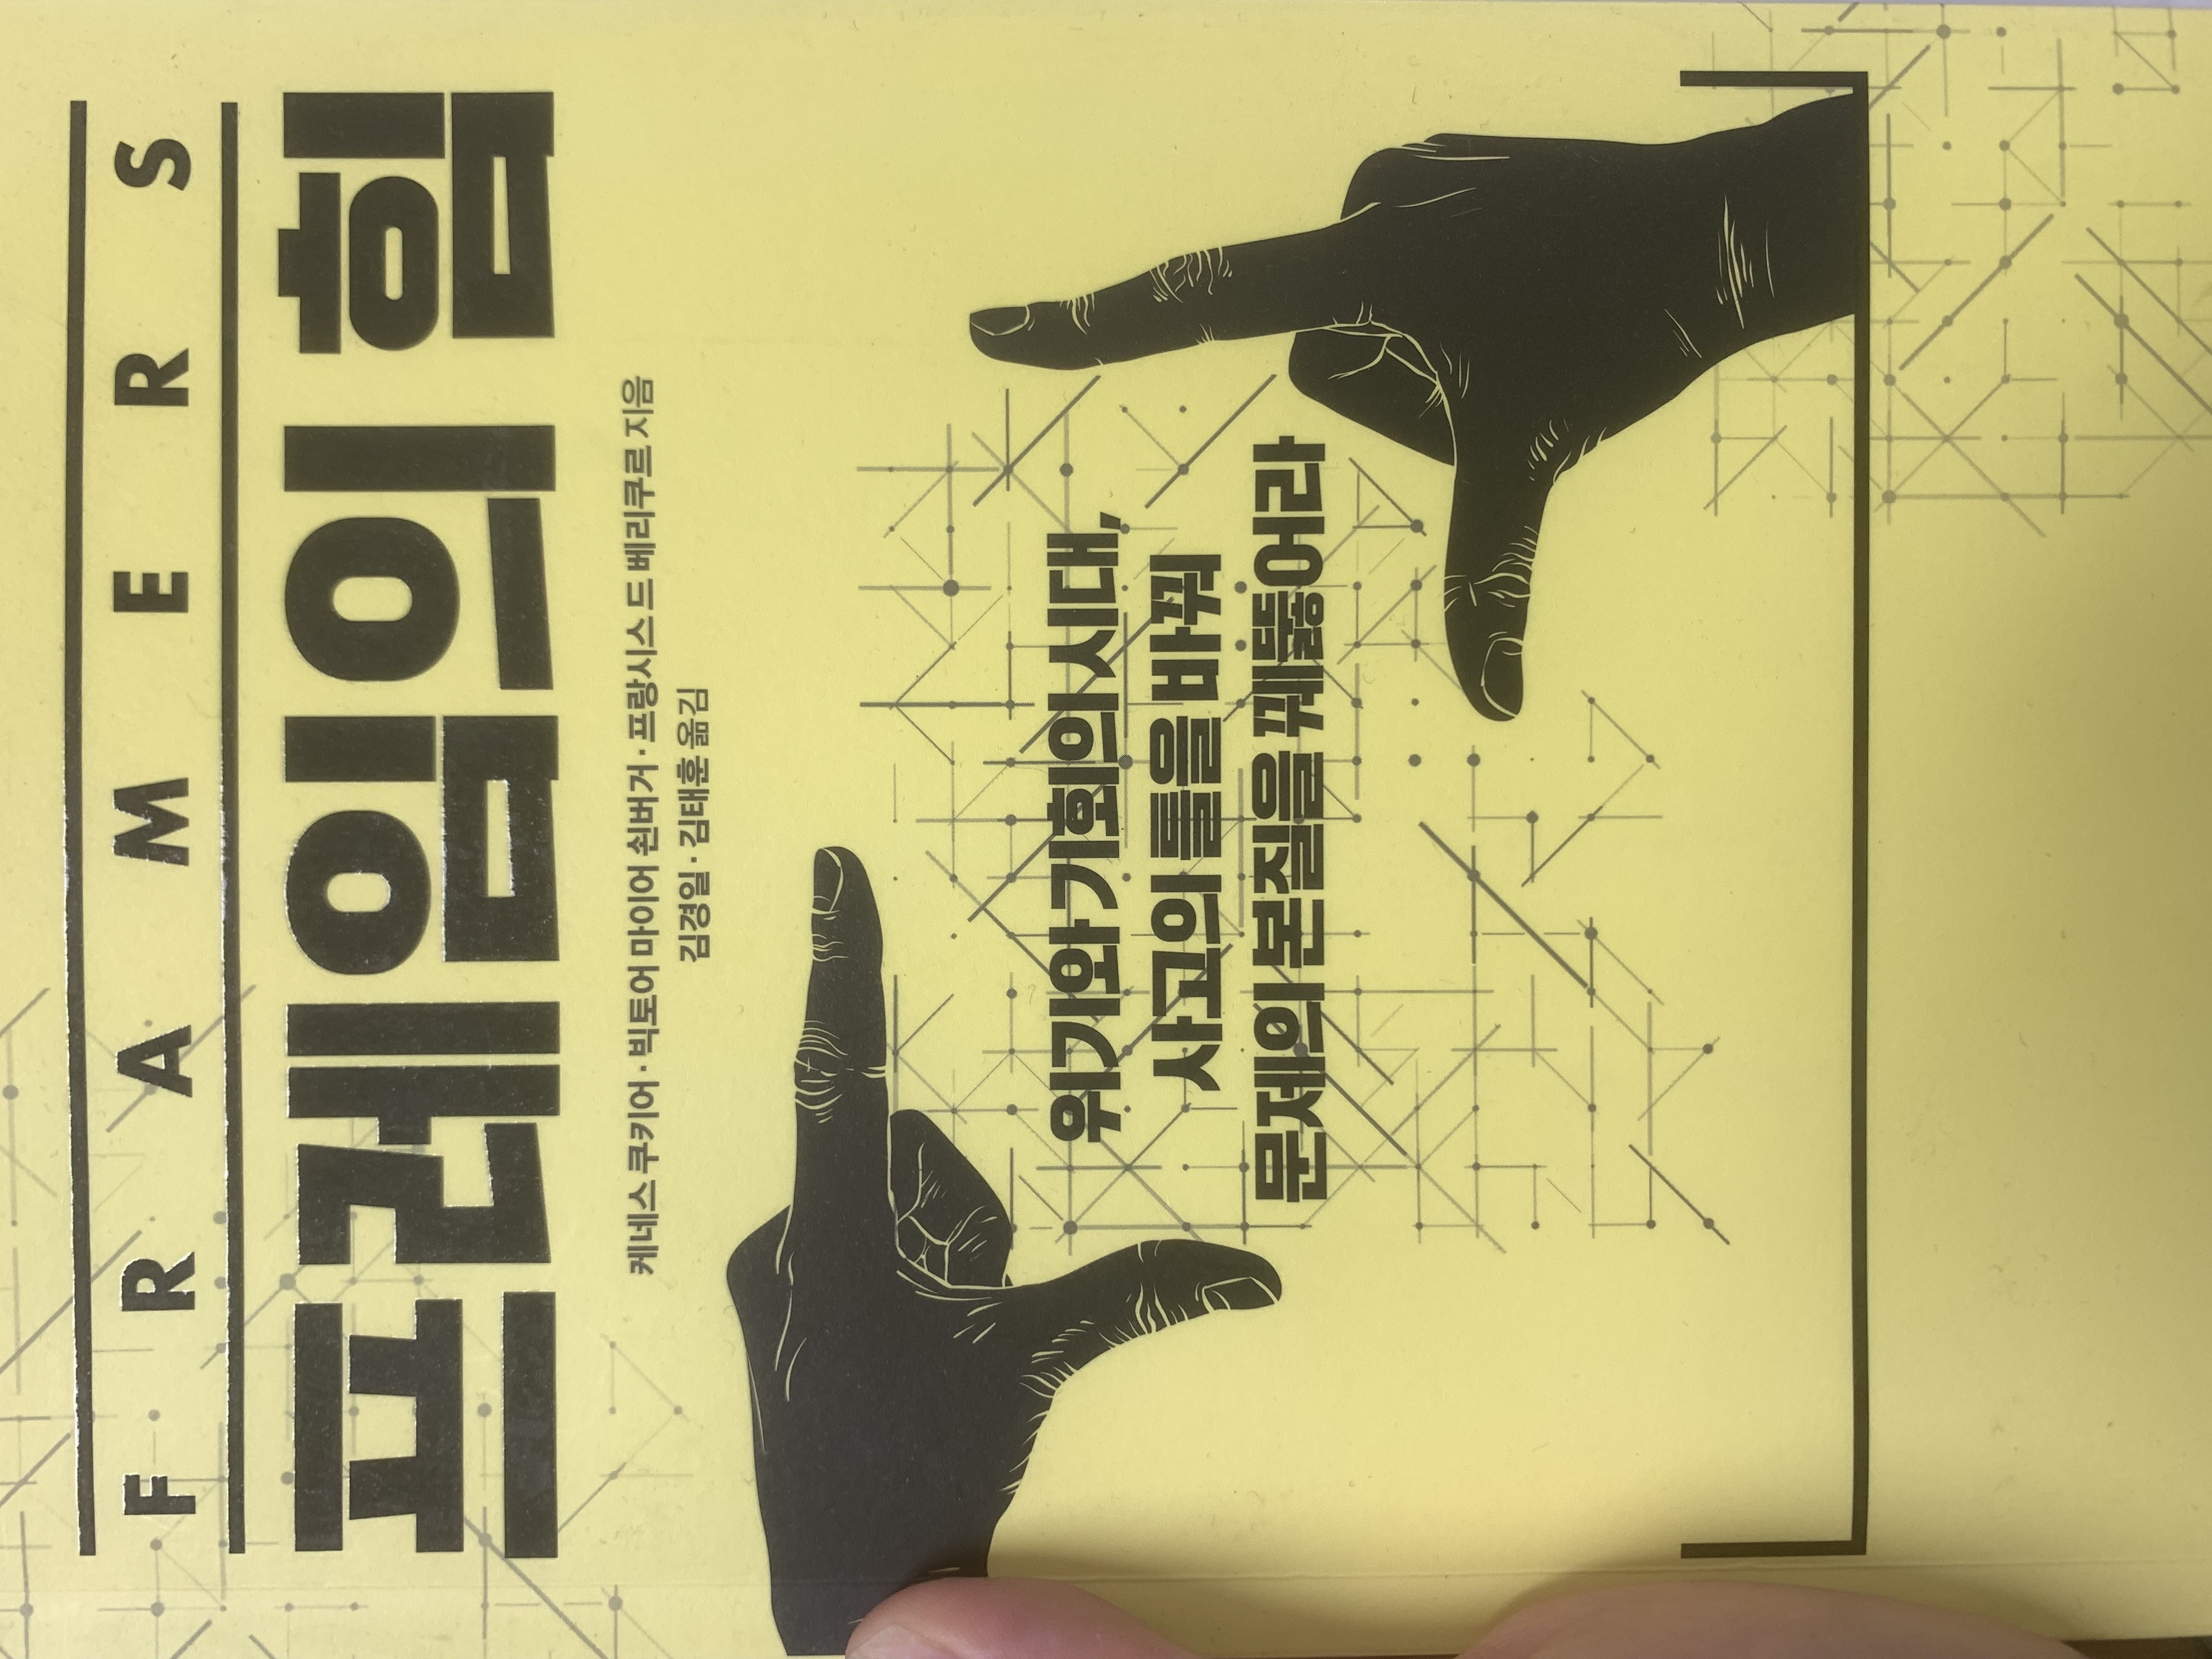 FRAMERS
프레임의 힘
케네스 쿠키어·빅토어 마이어 쇤버거·프랑시스 드 베리쿠르 지음
김경일·김태훈 옮김
위기와 기회의 시대,
사고의 틀을 바꿔
문제의 본질을 꿰뚫어라